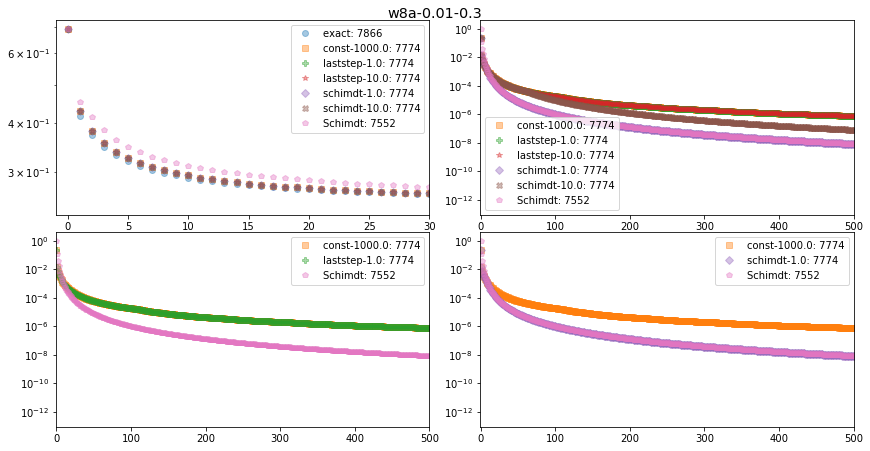 w8a-0.01-0.3
6 × 10⁻¹
4 × 10⁻¹
3 × 10⁻¹
0 5 10 15 20 25 30
exact: 7866
const-1000.0: 7774
laststep-1.0: 7774
laststep-10.0: 7774
schimdt-1.0: 7774
schimdt-10.0: 7774
Schimdt: 7552
10⁰
10⁻²
10⁻⁴
10⁻⁶
10⁻⁸
10⁻¹⁰
10⁻¹²
0 100 200 300 400 500
const-1000.0: 7774
laststep-1.0: 7774
laststep-10.0: 7774
schimdt-1.0: 7774
schimdt-10.0: 7774
Schimdt: 7552
10⁰
10⁻²
10⁻⁴
10⁻⁶
10⁻⁸
10⁻¹⁰
10⁻¹²
0 100 200 300 400 500
const-1000.0: 7774
laststep-1.0: 7774
Schimdt: 7552
10⁰
10⁻²
10⁻⁴
10⁻⁶
10⁻⁸
10⁻¹⁰
10⁻¹²
0 100 200 300 400 500
const-1000.0: 7774
schimdt-1.0: 7774
Schimdt: 7552